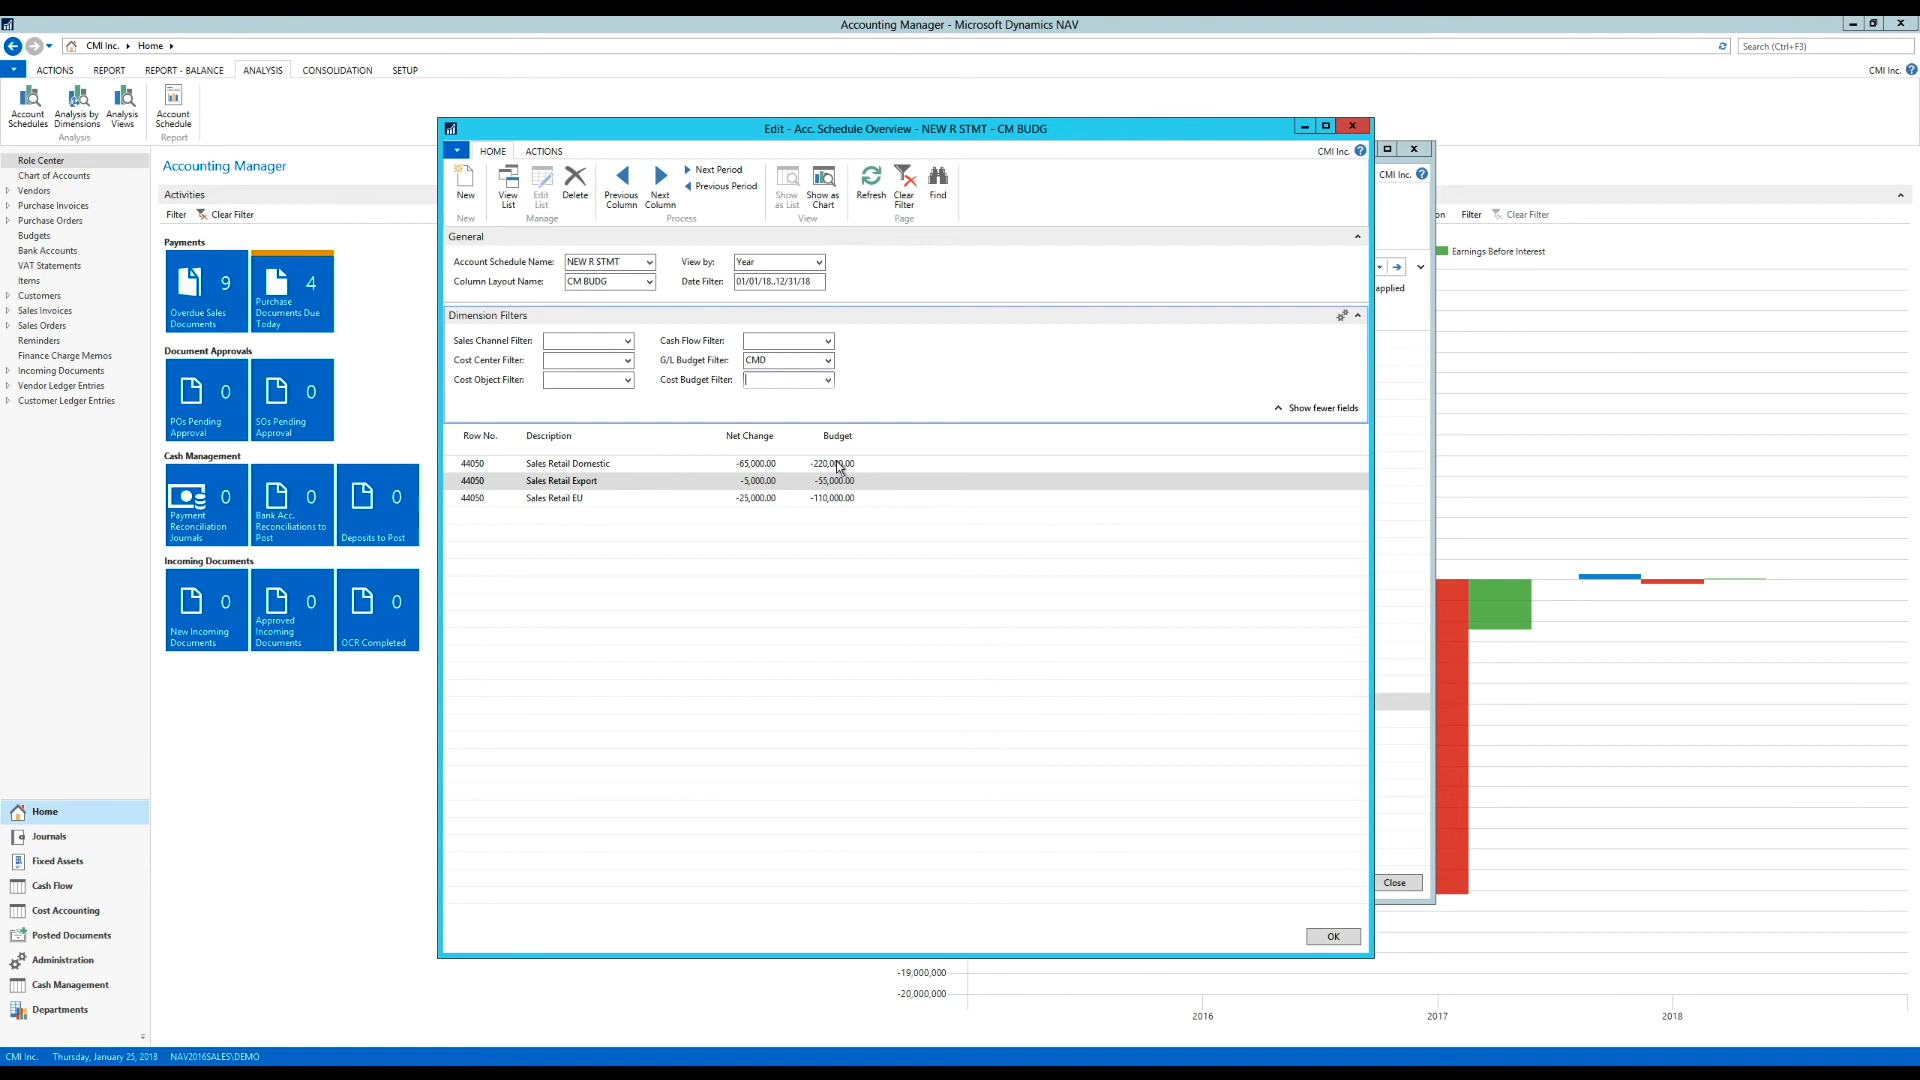 Accounting Manager - Microsoft Dynamics NAV
CMI Inc. Home
Search (Ctrl+F3)
ACTIONS REPORT REPORT - BALANCE ANALYSIS CONSOLIDATION SETUP
CMI Inc.
Account Schedules
Analysis by Dimensions
Analysis Views
Account Schedule
Analysis
Report
Role Center
Chart of Accounts
Vendors
Purchase Invoices
Purchase Orders
Budgets
Bank Accounts
VAT Statements
Items
Customers
Sales Invoices
Sales Orders
Reminders
Finance Charge Memos
Incoming Documents
Vendor Ledger Entries
Customer Ledger Entries
Home
Journals
Fixed Assets
Cash Flow
Cost Accounting
Posted Documents
Administration
Cash Management
Departments
Accounting Manager
Activities
Filter Clear Filter
Payments
9
Overdue Sales Documents
4
Purchase Documents Due Today
Document Approvals
0
POs Pending Approval
0
SOs Pending Approval
Cash Management
0
Payment Reconciliation Journals
0
Bank Acc. Reconciliations to Post
0
Deposits to Post
Incoming Documents
0
New Incoming Documents
0
Approved Incoming Documents
0
OCR Completed
Edit - Acc. Schedule Overview - NEW R STMT - CM BUDG
HOME ACTIONS
CMI Inc.
New
View List
Edit List
Delete
Previous Column
Next Column
Next Period
Previous Period
Show as List
Show as Chart
Refresh
Clear Filter
Find
New Manage Process View Page
General
Account Schedule Name: NEW R STMT View by: Year
Column Layout Name: CM BUDG Date Filter: 01/01/18..12/31/18
Dimension Filters
Sales Channel Filter: Cash Flow Filter:
Cost Center Filter: G/L Budget Filter: CMD
Cost Object Filter: Cost Budget Filter:
Show fewer fields
Row No. Description Net Change Budget
44050 Sales Retail Domestic -65,000.00 -220,000.00
44050 Sales Retail Export -5,000.00 -55,000.00
44050 Sales Retail EU -25,000.00 -110,000.00
OK
CMI Inc.
applied
Close
on Filter Clear Filter
Earnings Before Interest
-19,000,000
-20,000,000
2016 2017 2018
CMI Inc. Thursday, January 25, 2018 NAV2016SALES\DEMO